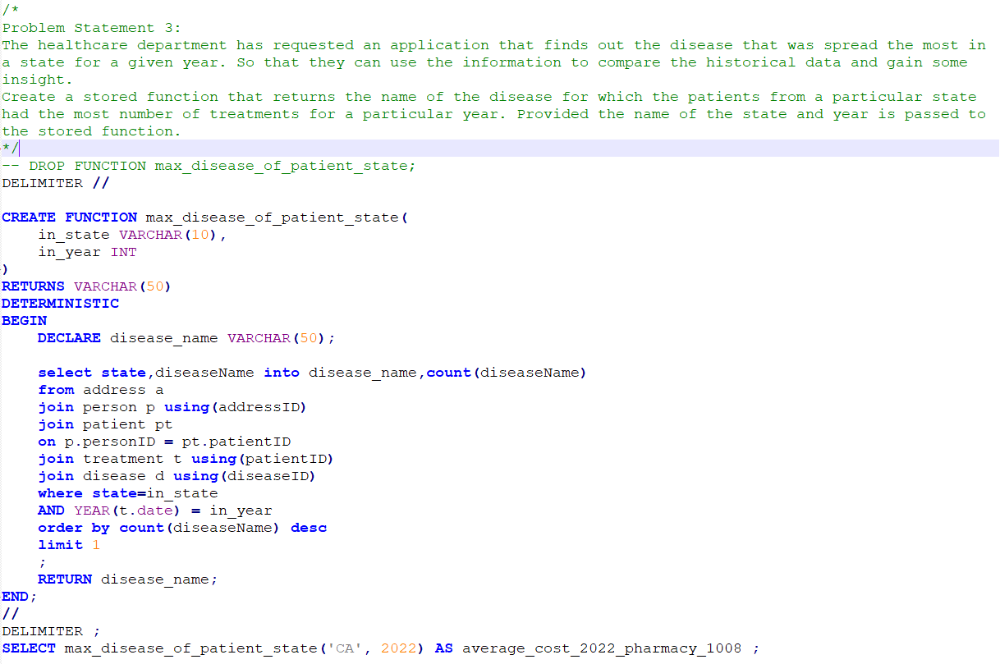 /*
Problem Statement 3:
The healthcare department has requested an application that finds out the disease that was spread the most in
a state for a given year. So that they can use the information to compare the historical data and gain some
insight.
Create a stored function that returns the name of the disease for which the patients from a particular state
had the most number of treatments for a particular year. Provided the name of the state and year is passed to
the stored function.
*/
-- DROP FUNCTION max_disease_of_patient_state;
DELIMITER //

CREATE FUNCTION max_disease_of_patient_state(
    in_state VARCHAR(10),
    in_year INT
)
RETURNS VARCHAR(50)
DETERMINISTIC
BEGIN
    DECLARE disease_name VARCHAR(50);

    select state,diseaseName into disease_name,count(diseaseName)
    from address a
    join person p using(addressID)
    join patient pt
    on p.personID = pt.patientID
    join treatment t using(patientID)
    join disease d using(diseaseID)
    where state=in_state
    AND YEAR(t.date) = in_year
    order by count(diseaseName) desc
    limit 1
    ;
    RETURN disease_name;
END;
//
DELIMITER ;
SELECT max_disease_of_patient_state('CA', 2022) AS average_cost_2022_pharmacy_1008 ;